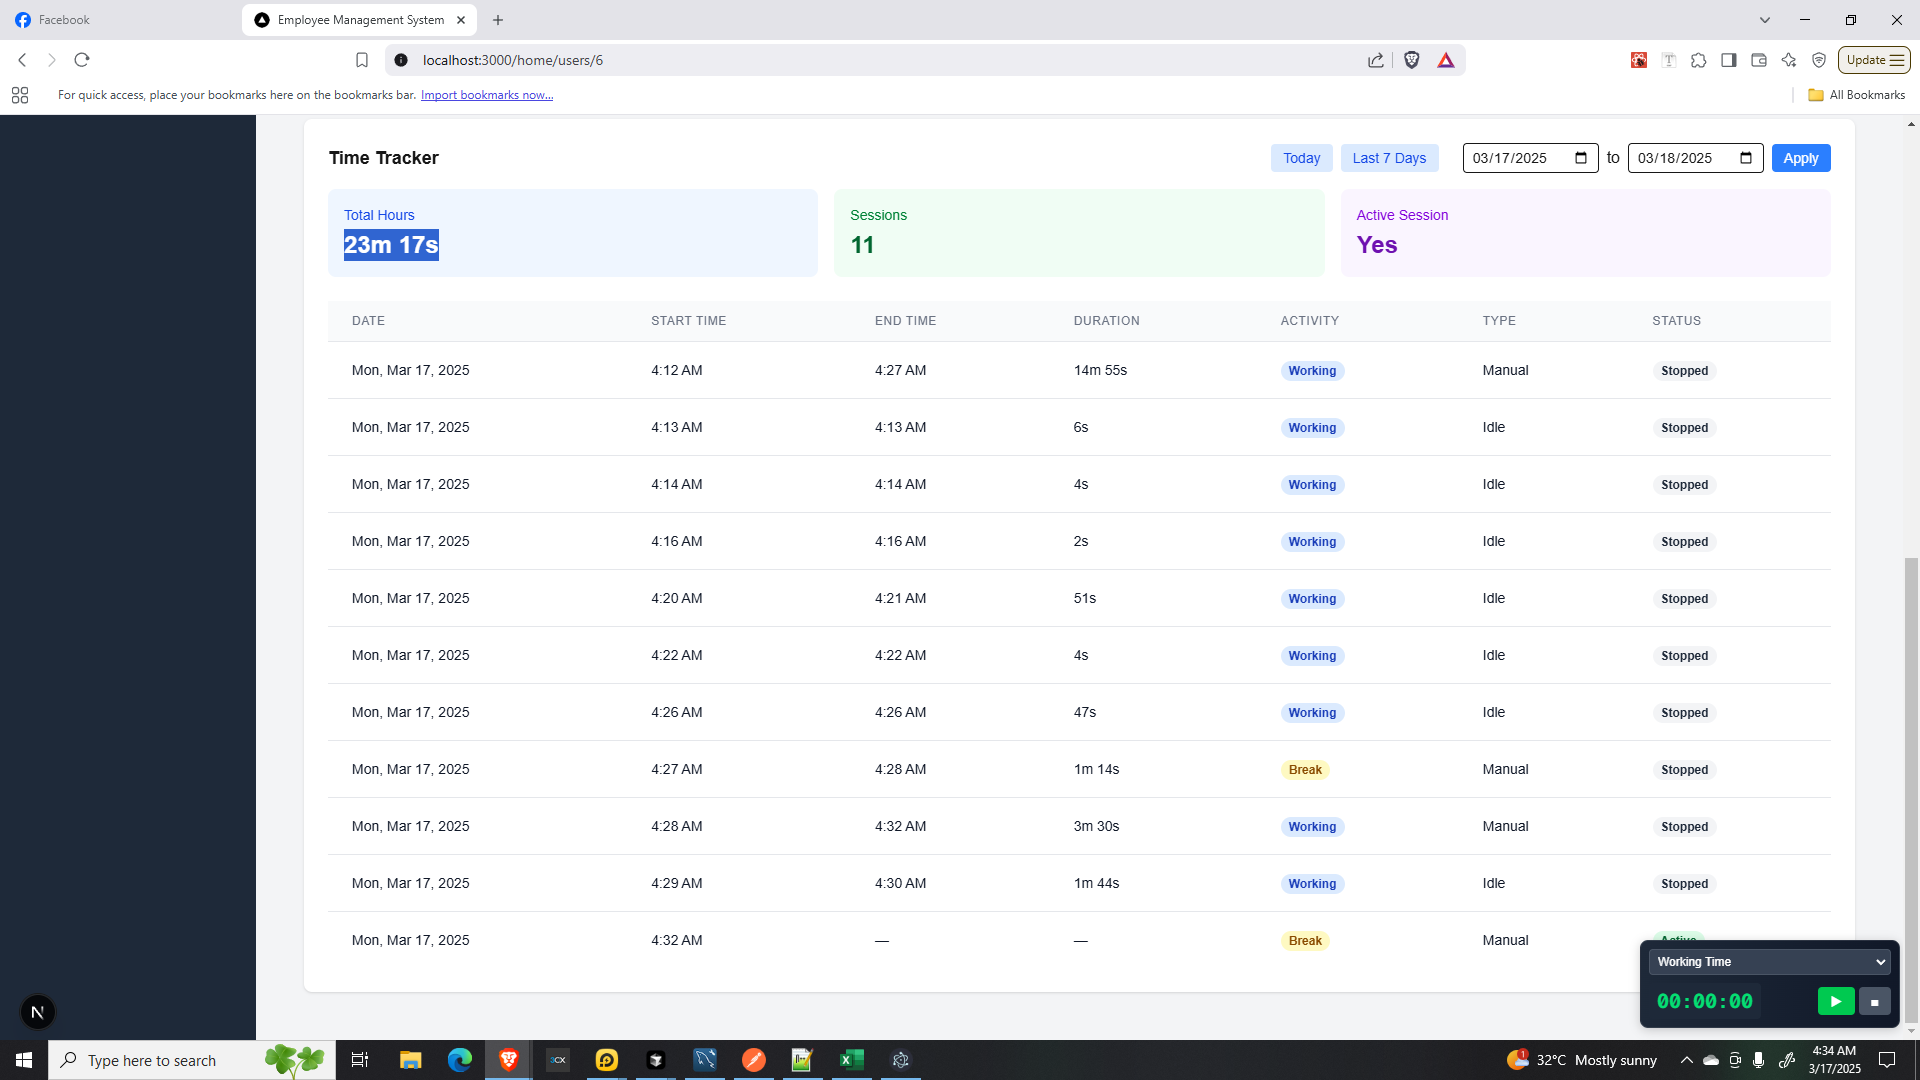 Facebook
Employee Management System
localhost:3000/home/users/6
Update
For quick access, place your bookmarks here on the bookmarks bar. Import bookmarks now...
All Bookmarks
Time Tracker
Today
Last 7 Days
03/17/2025 to 03/18/2025
Apply
Total Hours
23m 17s
Sessions
11
Active Session
Yes
DATE START TIME END TIME DURATION ACTIVITY TYPE STATUS
Mon, Mar 17, 2025 4:12 AM 4:27 AM 14m 55s Working Manual Stopped
Mon, Mar 17, 2025 4:13 AM 4:13 AM 6s Working Idle Stopped
Mon, Mar 17, 2025 4:14 AM 4:14 AM 4s Working Idle Stopped
Mon, Mar 17, 2025 4:16 AM 4:16 AM 2s Working Idle Stopped
Mon, Mar 17, 2025 4:20 AM 4:21 AM 51s Working Idle Stopped
Mon, Mar 17, 2025 4:22 AM 4:22 AM 4s Working Idle Stopped
Mon, Mar 17, 2025 4:26 AM 4:26 AM 47s Working Idle Stopped
Mon, Mar 17, 2025 4:27 AM 4:28 AM 1m 14s Break Manual Stopped
Mon, Mar 17, 2025 4:28 AM 4:32 AM 3m 30s Working Manual Stopped
Mon, Mar 17, 2025 4:29 AM 4:30 AM 1m 44s Working Idle Stopped
Mon, Mar 17, 2025 4:32 AM — — Break Manual Active
Working Time
00:00:00
N
Type here to search
3CX
1
32°C Mostly sunny
4:34 AM
3/17/2025